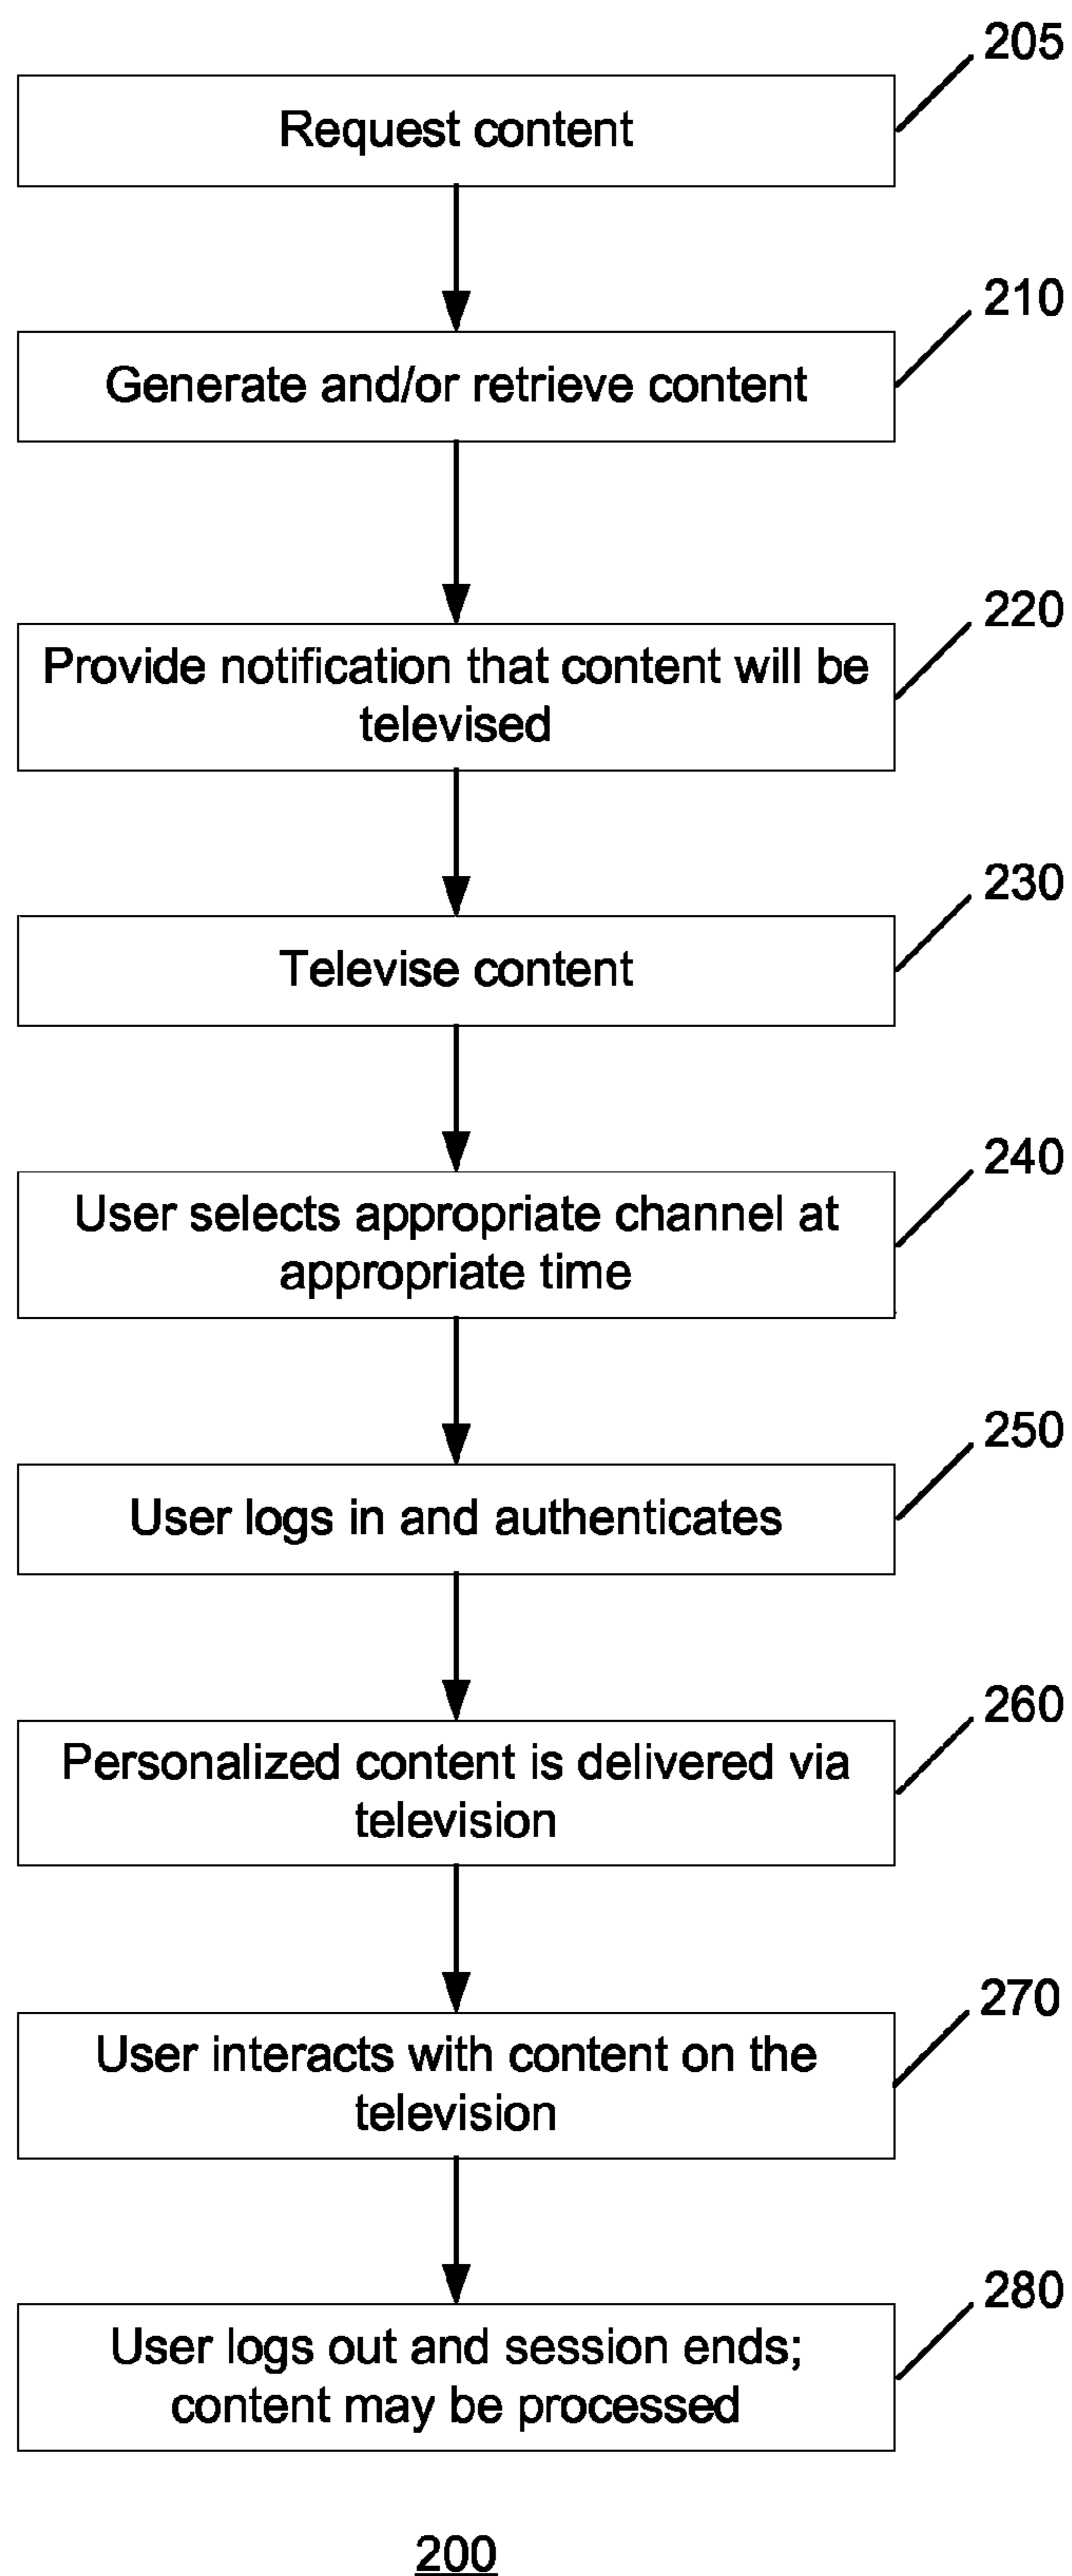 205
Request content
210
Generate and/or retrieve content
220
Provide notification that content will be
televised
230
Televise content
240
User selects appropriate channel at
appropriate time
250
User logs in and authenticates
260
Personalized content is delivered via
television
270
User interacts with content on the
television
280
User logs out and session ends;
content may be processed
200